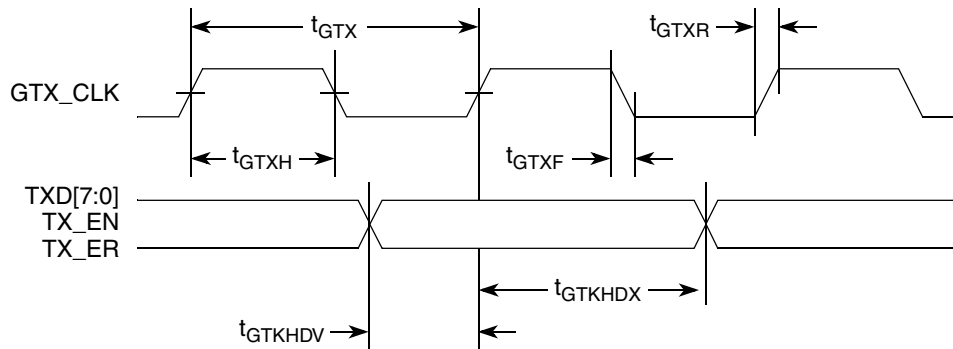 tGTX
tGTXR
GTX_CLK
tGTXH
tGTXF
TXD[7:0]
TX_EN
TX_ER
tGTKHDX
tGTKHDV